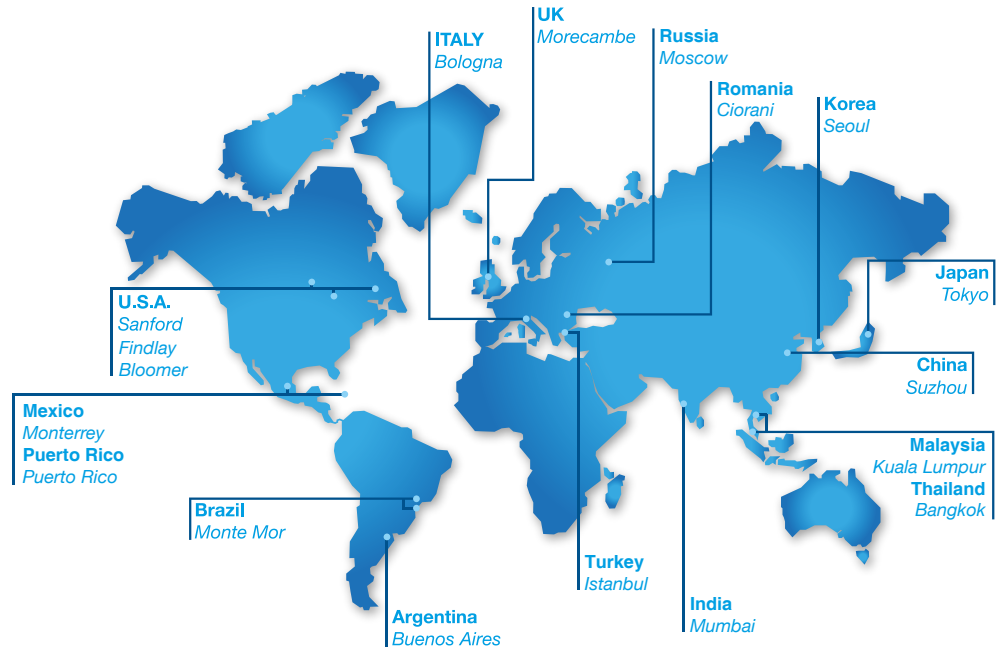 UK
Morecambe
ITALY
Bologna
Russia
Moscow
Romania
Ciorani
Korea
Seoul
Japan
Tokyo
U.S.A.
Sanford
Findlay
Bloomer
China
Suzhou
Mexico
Monterrey
Puerto Rico
Puerto Rico
Malaysia
Kuala Lumpur
Thailand
Bangkok
Brazil
Monte Mor
Turkey
Istanbul
India
Mumbai
Argentina
Buenos Aires